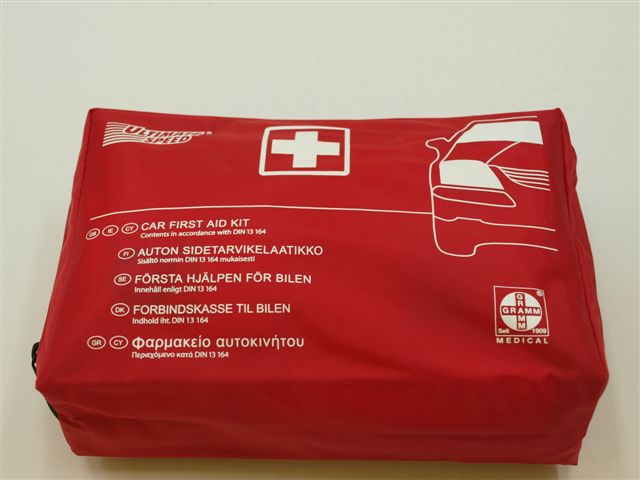 ULTIMATE SPEED®
GB IE CY CAR FIRST AID KIT
Contents in accordance with DIN 13 164
FI AUTON SIDETARVIKELAATIKKO
Sisältö normin DIN 13 164 mukaisesti
SE FÖRSTA HJÄLPEN FÖR BILEN
Innehåll enligt DIN 13 164
DK FORBINDSKASSE TIL BILEN
Indhold iht. DIN 13 164
GR CY Φαρμακείο αυτοκινήτου
Περιεχόμενο κατά DIN 13 164
GRAMM
GRAMM
Seit 1909
MEDICAL